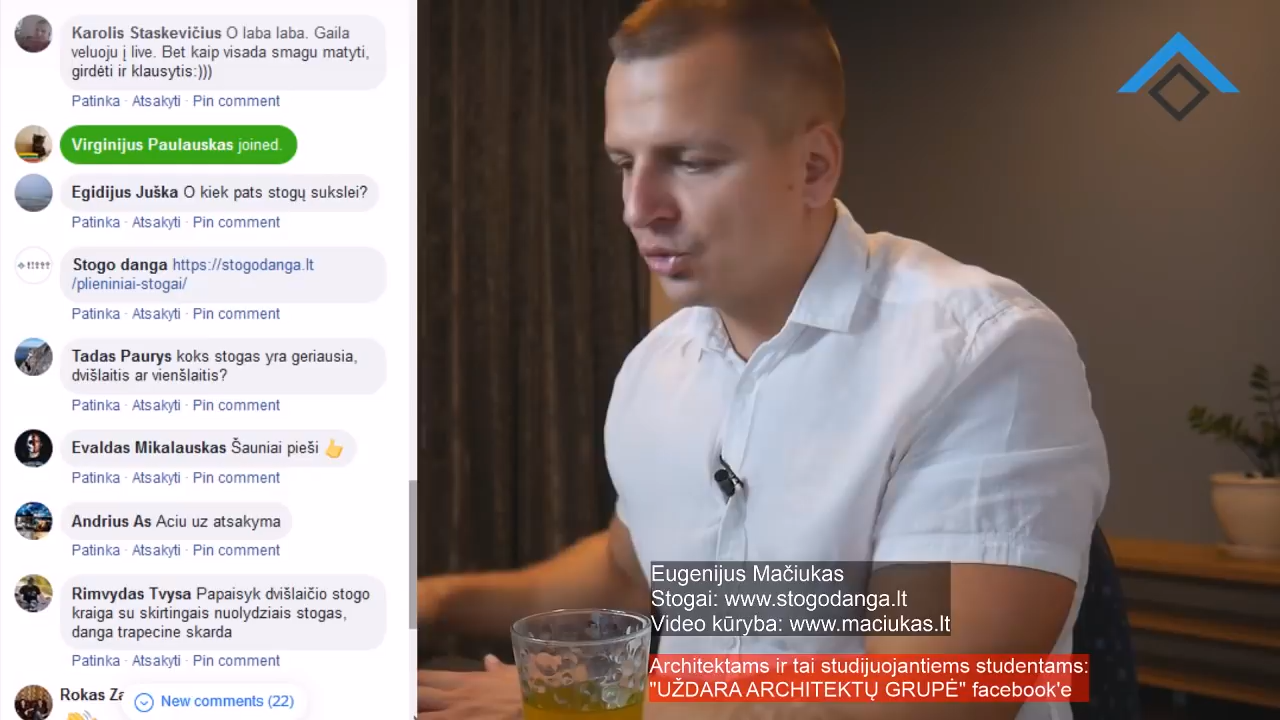 Karolis Staskevičius O laba laba. Gaila
veluoju į live. Bet kaip visada smagu matyti,
girdėti ir klausytis:)))
Patinka · Atsakyti · Pin comment
Virginijus Paulauskas joined.
Egidijus Juška O kiek pats stogų sukslei?
Patinka · Atsakyti · Pin comment
Stogo danga https://stogodanga.lt
/plieniniai-stogai/
Patinka · Atsakyti · Pin comment
Tadas Paurys koks stogas yra geriausia,
dvišlaitis ar vienšlaitis?
Patinka · Atsakyti · Pin comment
Evaldas Mikalauskas Šauniai pieši 👍
Patinka · Atsakyti · Pin comment
Andrius As Aciu uz atsakyma
Patinka · Atsakyti · Pin comment
Rimvydas Tvysa Papaisyk dvišlaičio stogo
kraiga su skirtingais nuolydziais stogas,
danga trapecine skarda
Patinka · Atsakyti · Pin comment
Rokas
New comments (22)
Eugenijus Mačiukas
Stogai: www.stogodanga.lt
Video kūryba: www.maciukas.lt
Architektams ir tai studijuojantiems studentams:
"UŽDARA ARCHITEKTŲ GRUPĖ" facebook'e